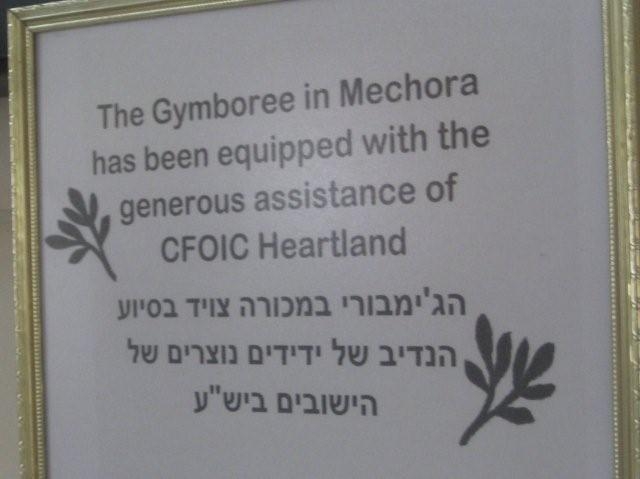 The Gymboree in Mechora
has been equipped with the
generous assistance of
CFOIC Heartland
הג'ימבורי במכורה צויד בסיוע
הנדיב של ידידים נוצרים של
הישובים ביש"ע